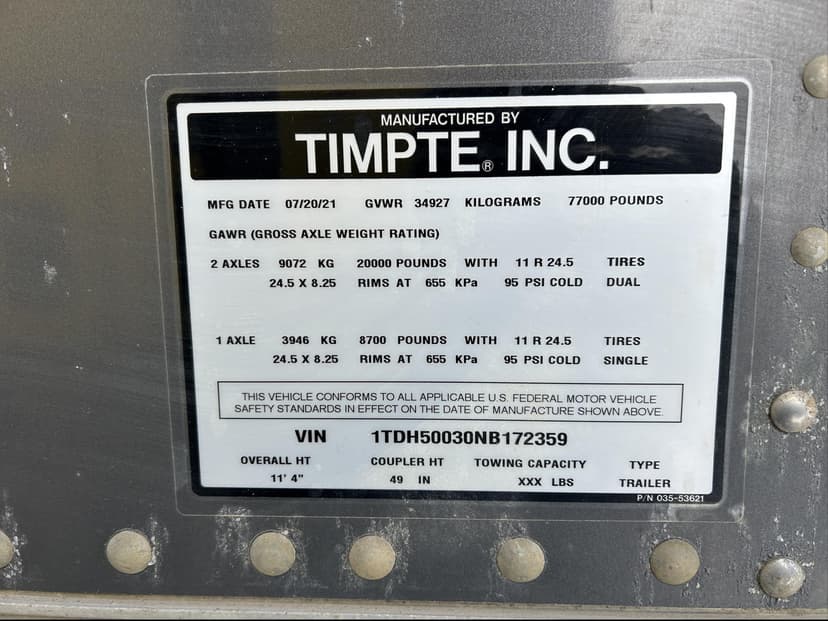 MANUFACTURED BY
TIMPTE® INC.
MFG DATE 07/20/21 GVWR 34927 KILOGRAMS 77000 POUNDS
GAWR (GROSS AXLE WEIGHT RATING)
2 AXLES 9072 KG 20000 POUNDS WITH 11 R 24.5 TIRES
24.5 X 8.25 RIMS AT 655 KPa 95 PSI COLD DUAL
1 AXLE 3946 KG 8700 POUNDS WITH 11 R 24.5 TIRES
24.5 X 8.25 RIMS AT 655 KPa 95 PSI COLD SINGLE
THIS VEHICLE CONFORMS TO ALL APPLICABLE U.S. FEDERAL MOTOR VEHICLE
SAFETY STANDARDS IN EFFECT ON THE DATE OF MANUFACTURE SHOWN ABOVE.
VIN 1TDH50030NB172359
OVERALL HT COUPLER HT TOWING CAPACITY TYPE
11' 4" 49 IN XXX LBS TRAILER
P/N 035-53621